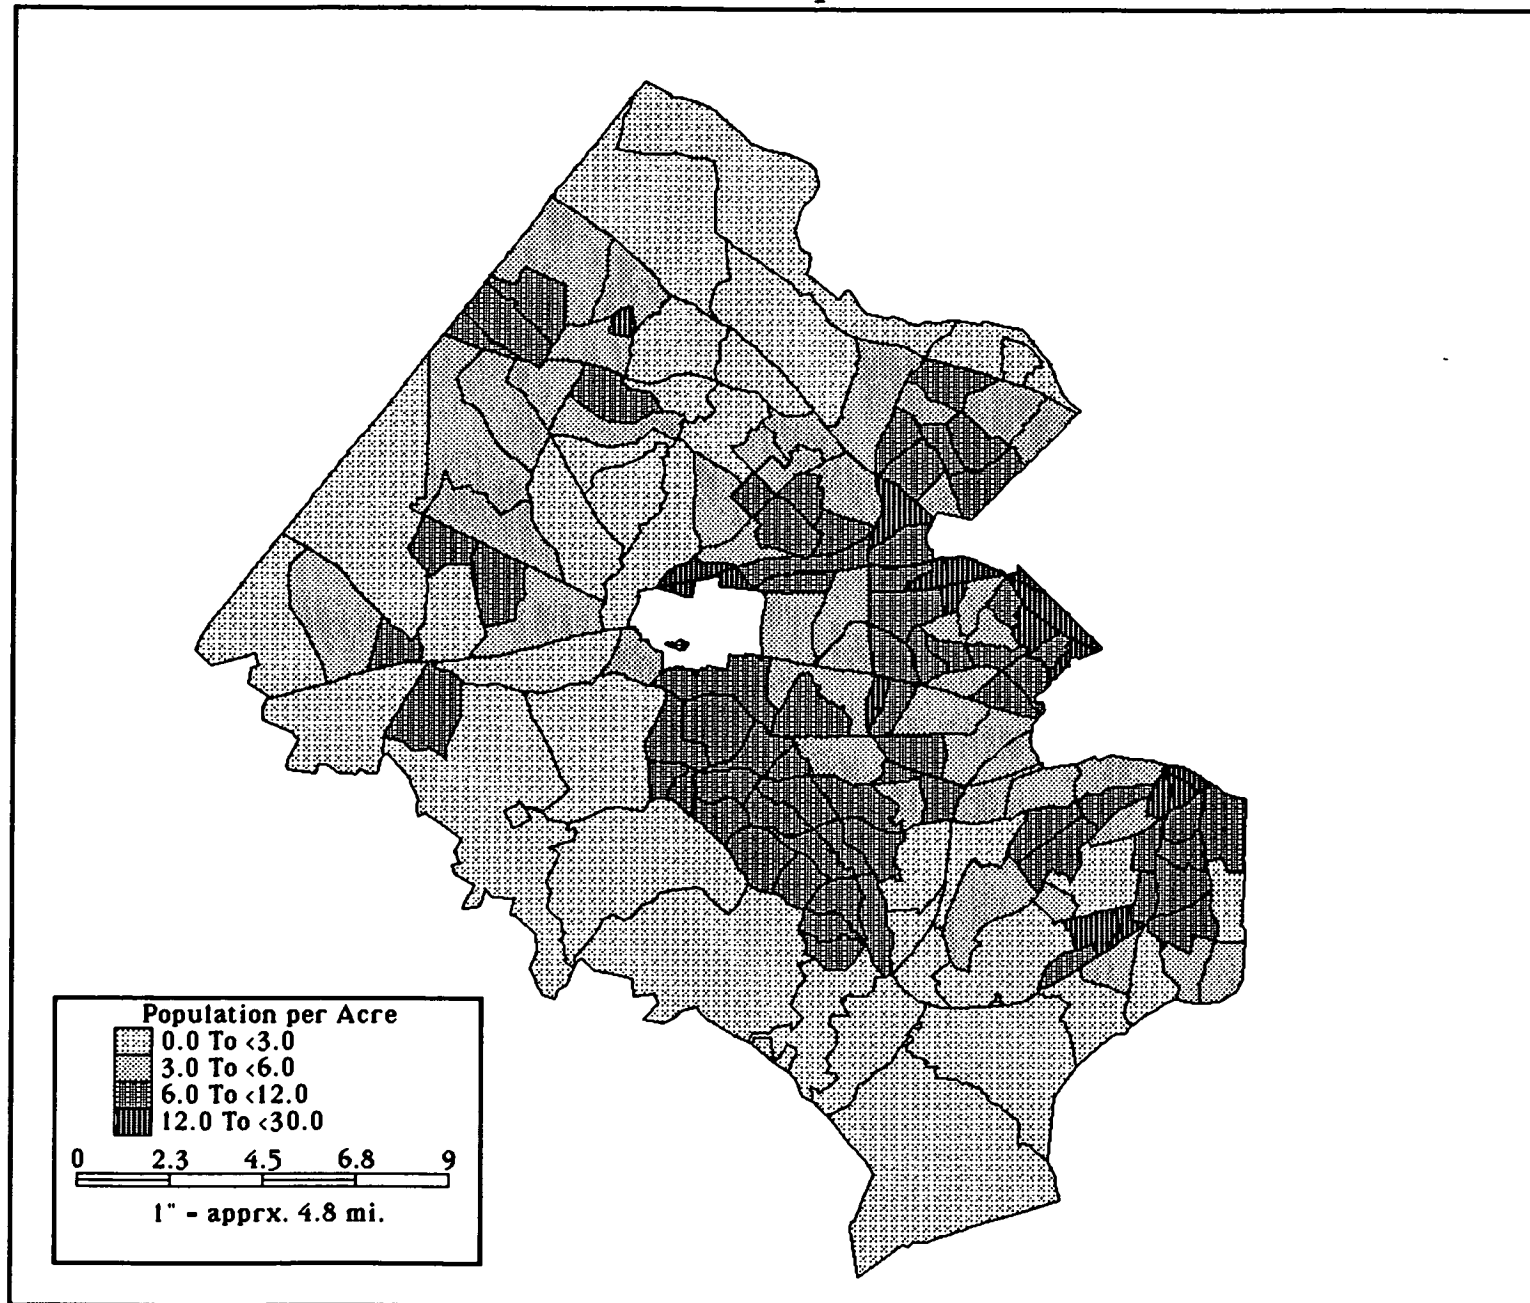 Population per Acre
0.0 To <3.0
3.0 To <6.0
6.0 To <12.0
12.0 To <30.0
0 2.3 4.5 6.8 9
1" - apprx. 4.8 mi.